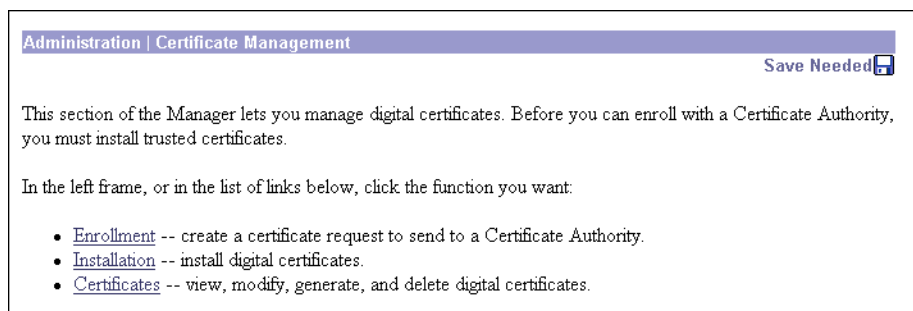 Administration | Certificate Management
Save Needed
This section of the Manager lets you manage digital certificates. Before you can enroll with a Certificate Authority,
you must install trusted certificates.
In the left frame, or in the list of links below, click the function you want:
• Enrollment -- create a certificate request to send to a Certificate Authority.
• Installation -- install digital certificates.
• Certificates -- view, modify, generate, and delete digital certificates.